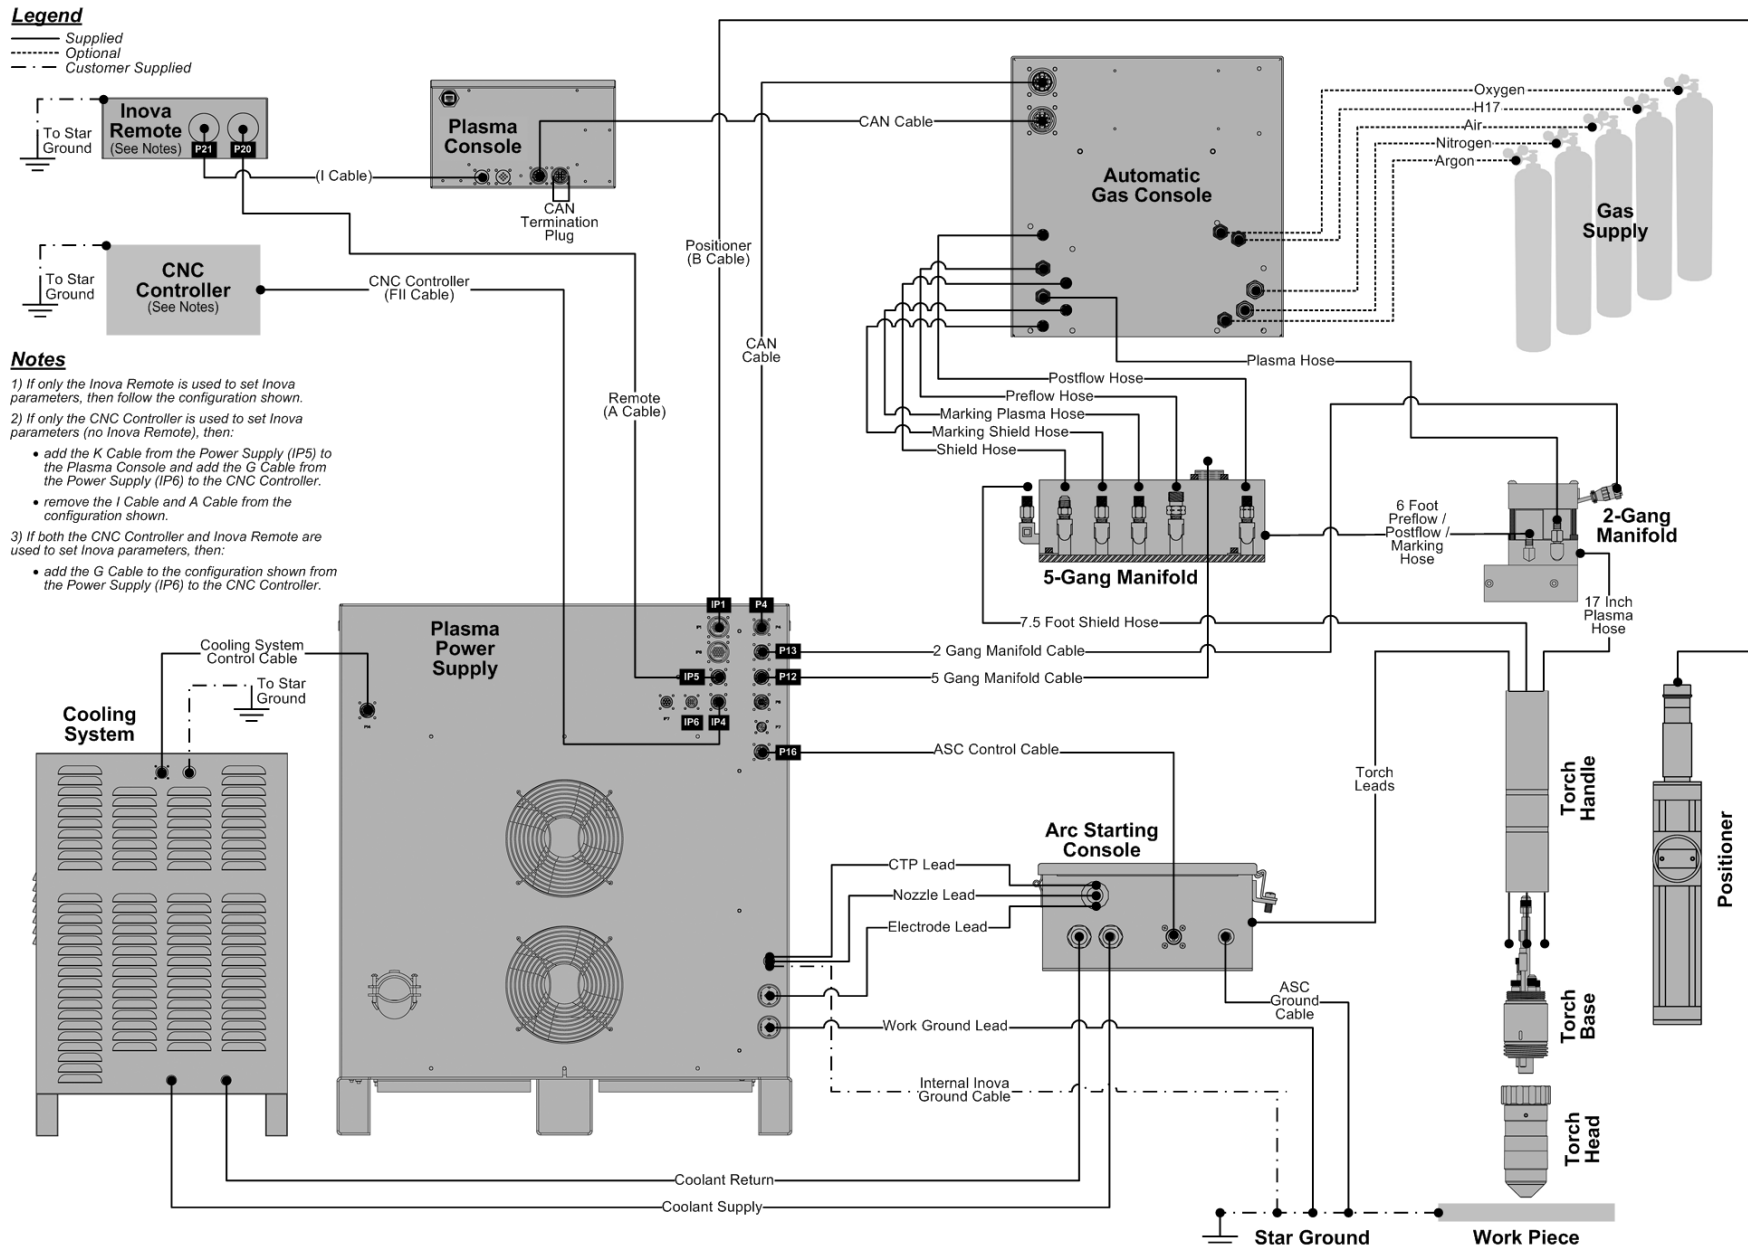 Legend
Supplied
Optional
Customer Supplied
Inova
Remote
(See Notes)
P21
P20
To Star
Ground
(I Cable)
Plasma
Console
CAN
Termination
Plug
CAN Cable
Automatic
Gas Console
Oxygen
H17
Air
Nitrogen
Argon
Gas
Supply
CNC
Controller
(See Notes)
To Star
Ground
CNC Controller
(FII Cable)
Positioner
(B Cable)
CAN
Cable
Remote
(A Cable)
Notes
1) If only the Inova Remote is used to set Inova
parameters, then follow the configuration shown.
2) If only the CNC Controller is used to set Inova
parameters (no Inova Remote), then:
• add the K Cable from the Power Supply (IP5) to
the Plasma Console and add the G Cable from
the Power Supply (IP6) to the CNC Controller.
• remove the I Cable and A Cable from the
configuration shown.
3) If both the CNC Controller and Inova Remote are
used to set Inova parameters, then:
• add the G Cable to the configuration shown from
the Power Supply (IP6) to the CNC Controller.
Plasma Hose
Postflow Hose
Preflow Hose
Marking Plasma Hose
Marking Shield Hose
Shield Hose
5-Gang Manifold
6 Foot
Preflow /
Postflow /
Marking
Hose
2-Gang
Manifold
17 Inch
Plasma
Hose
7.5 Foot Shield Hose
2 Gang Manifold Cable
5 Gang Manifold Cable
ASC Control Cable
Plasma
Power
Supply
IP1
P4
P13
IP5
P12
IP6
IP4
P16
Cooling System
Control Cable
To Star
Ground
Cooling
System
Torch
Leads
Torch
Handle
Positioner
Arc Starting
Console
CTP Lead
Nozzle Lead
Electrode Lead
ASC
Ground
Cable
Work Ground Lead
Torch
Base
Internal Inova
Ground Cable
Torch
Head
Coolant Return
Coolant Supply
Star Ground
Work Piece